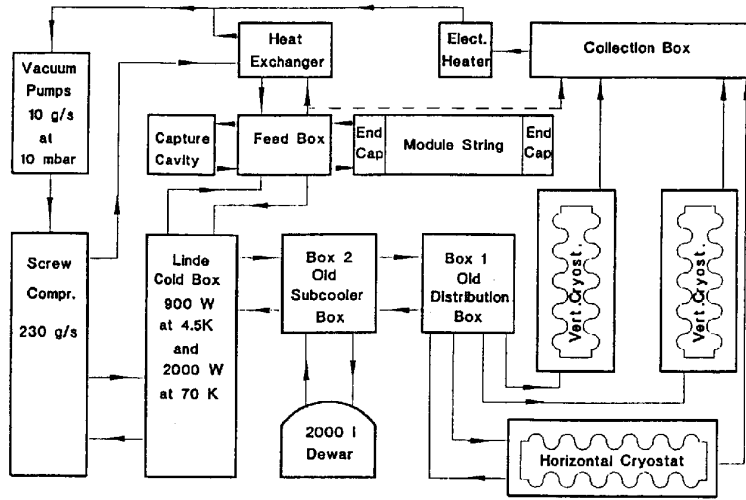 Vacuum
Pumps
10 g/s
at
10 mbar
Heat
Exchanger
Elect.
Heater
Collection Box
Capture
Cavity
Feed Box
End
Cap
Module String
End
Cap
Screw
Compr.
230 g/s
Linde
Cold Box
900 W
at 4.5K
and
2000 W
at 70 K
Box 2
Old
Subcooler
Box
Box 1
Old
Distribution
Box
Vert.Cryost.
Vert.Cryost.
2000 l
Dewar
Horizontal Cryostat